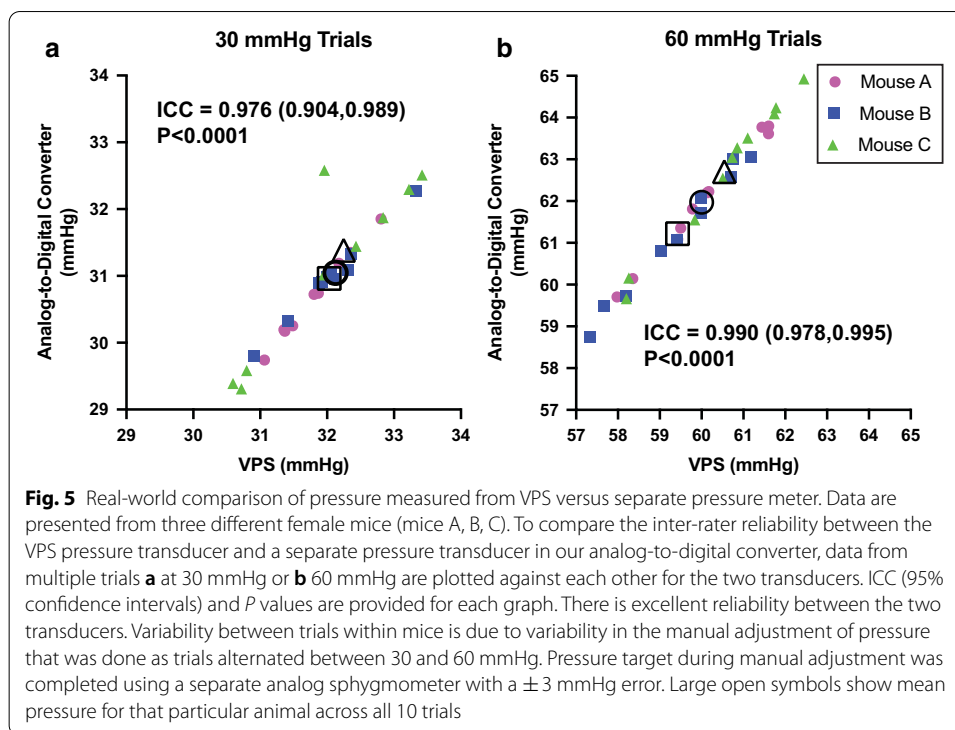 a
30 mmHg Trials
34
33
32
31
30
29
Analog-to-Digital Converter
(mmHg)
ICC = 0.976 (0.904,0.989)
P<0.0001
29 30 31 32 33 34
VPS (mmHg)
b
60 mmHg Trials
65
64
63
62
61
60
59
58
57
Analog-to-Digital Converter
(mmHg)
Mouse A
Mouse B
Mouse C
ICC = 0.990 (0.978,0.995)
P<0.0001
57 58 59 60 61 62 63 64 65
VPS (mmHg)
Fig. 5 Real-world comparison of pressure measured from VPS versus separate pressure meter. Data are
presented from three different female mice (mice A, B, C). To compare the inter-rater reliability between the
VPS pressure transducer and a separate pressure transducer in our analog-to-digital converter, data from
multiple trials a at 30 mmHg or b 60 mmHg are plotted against each other for the two transducers. ICC (95%
confidence intervals) and P values are provided for each graph. There is excellent reliability between the two
transducers. Variability between trials within mice is due to variability in the manual adjustment of pressure
that was done as trials alternated between 30 and 60 mmHg. Pressure target during manual adjustment was
completed using a separate analog sphygmometer with a ± 3 mmHg error. Large open symbols show mean
pressure for that particular animal across all 10 trials